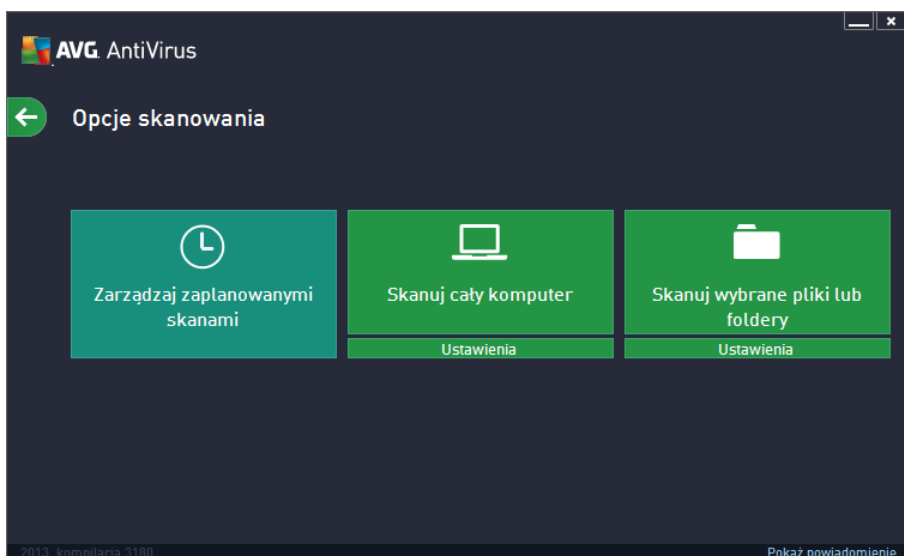 AVG. AntiVirus
Opcje skanowania
Zarządzaj zaplanowanymi
skanami
Skanuj cały komputer
Ustawienia
Skanuj wybrane pliki lub
foldery
Ustawienia
2013 kompilacja 3180
Pokaż powiadomienie